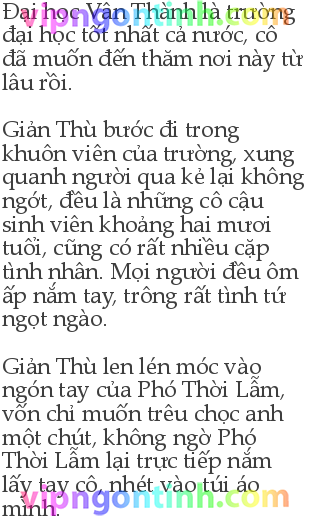 Đại học Vân Thành là trường
vipngontinh.com
đại học tốt nhất cả nước, cô
đã muốn đến thăm nơi này từ
lâu rồi.
Giản Thù bước đi trong
khuôn viên của trường, xung
quanh người qua kẻ lại không
ngớt, đều là những cô cậu
sinh viên khoảng hai mươi
tuổi, cũng có rất nhiều cặp
tình nhân. Mọi người đều ôm
ấp nắm tay, trông rất tình tứ
ngọt ngào.
Giản Thù len lén móc vào
ngón tay của Phó Thời Lẫm,
vốn chỉ muốn trêu chọc anh
một chút, không ngờ Phó
Thời Lẫm lại trực tiếp nắm
lấy tay cô, nhét vào túi áo
vipngontinh.com
mình.